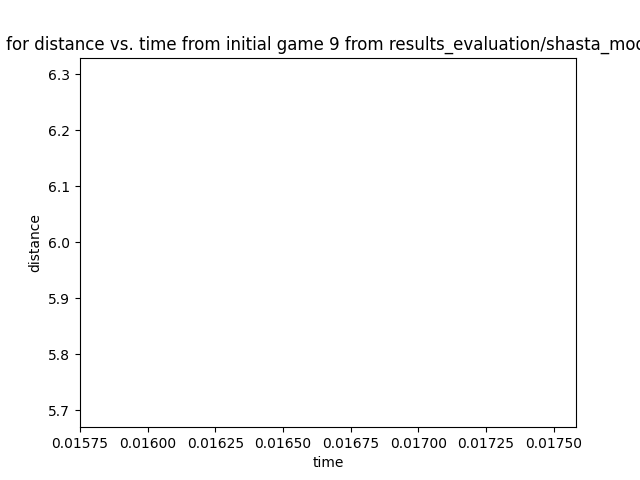 for distance vs. time from initial game 9 from results_evaluation/shasta_mo
6.3
6.2
6.1
6.0
5.9
5.8
5.7
distance
0.01575 0.01600 0.01625 0.01650 0.01675 0.01700 0.01725 0.01750
time